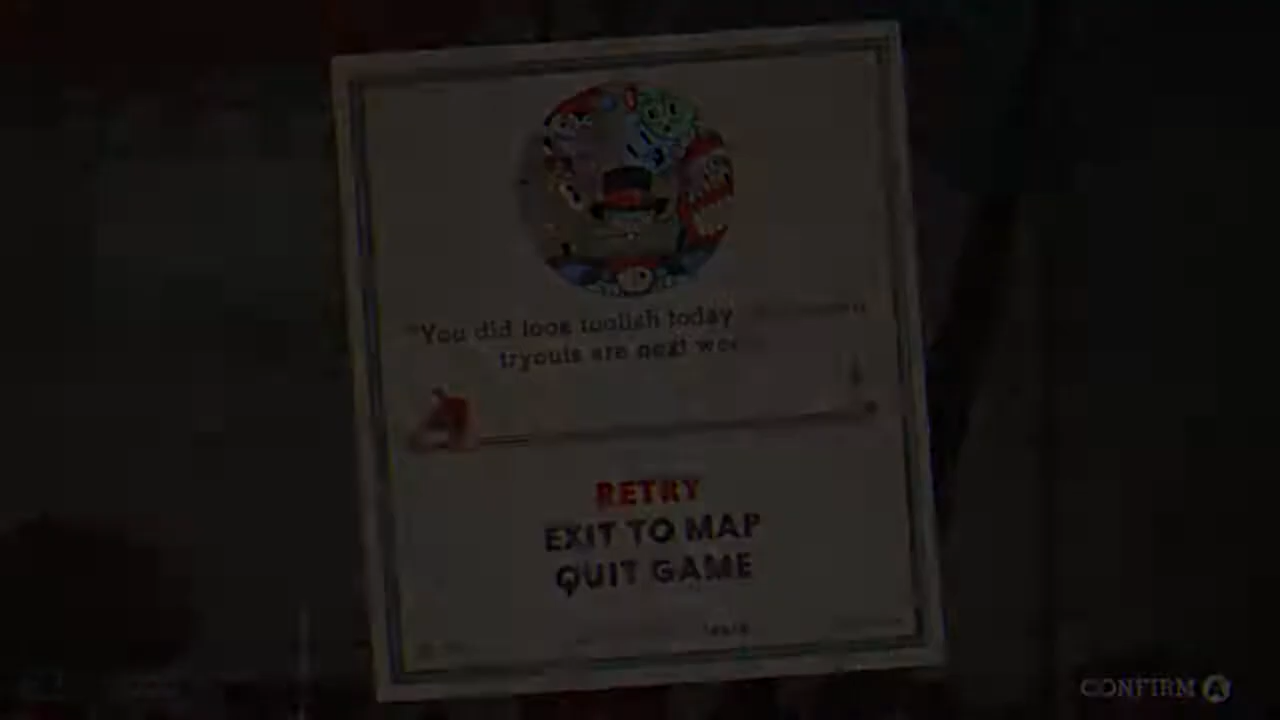 "You did look foolish today
tryouts are next
RETRY
EXIT TO MAP
QUIT GAME
CONFIRM A